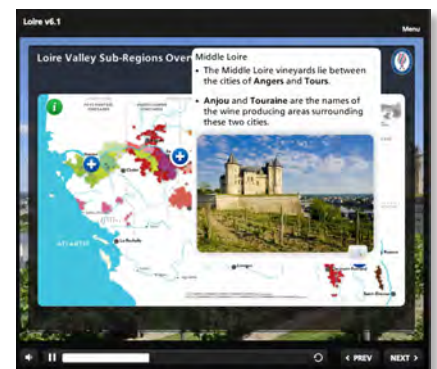 Loire v6.1
Menu
Loire Valley Sub-Regions Over
Middle Loire
• The Middle Loire vineyards lie between
the cities of Angers and Tours.
• Anjou and Touraine are the names of
the wine producing areas surrounding
these two cities.
ATLANTIC
La Rochelle
< PREV
NEXT >